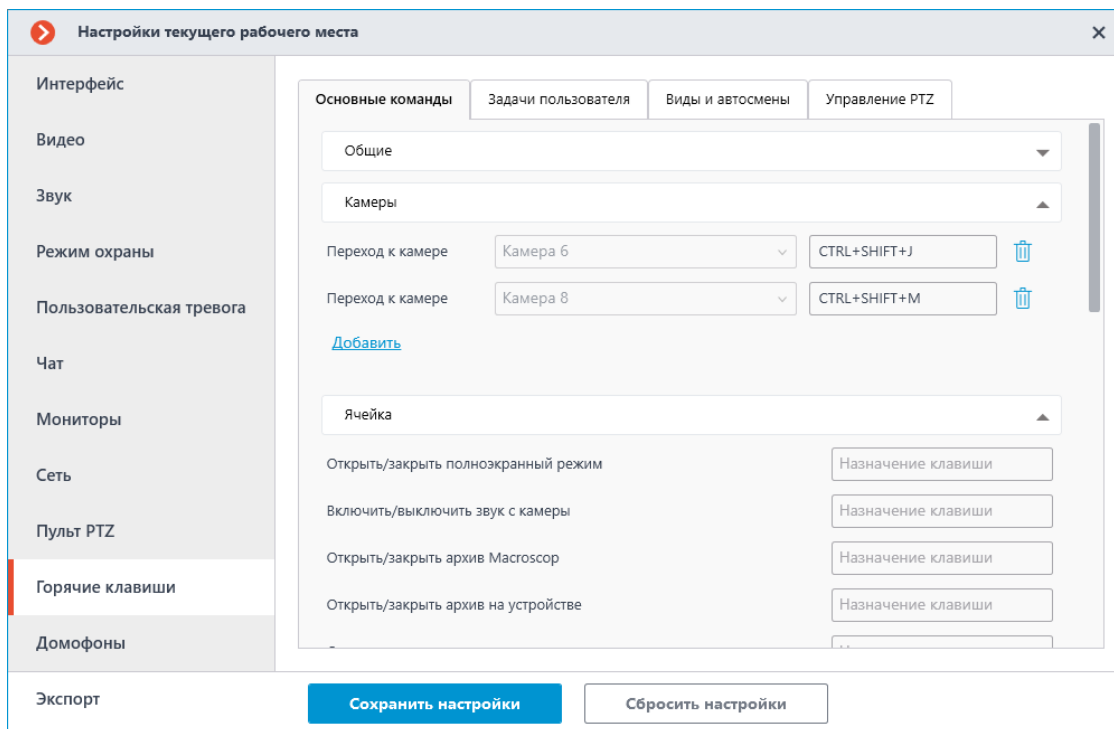 Настройки текущего рабочего места
Интерфейс
Видео
Звук
Режим охраны
Пользовательская тревога
Чат
Мониторы
Сеть
Пульт PTZ
Горячие клавиши
Домофоны
Экспорт
Основные команды Задачи пользователя Виды и автосмены Управление PTZ
Общие
Камеры
Переход к камере Камера 6 CTRL+SHIFT+J
Переход к камере Камера 8 CTRL+SHIFT+M
Добавить
Ячейка
Открыть/закрыть полноэкранный режим Назначение клавиши
Включить/выключить звук с камеры Назначение клавиши
Открыть/закрыть архив Macroscop Назначение клавиши
Открыть/закрыть архив на устройстве Назначение клавиши
Сохранить настройки Сбросить настройки